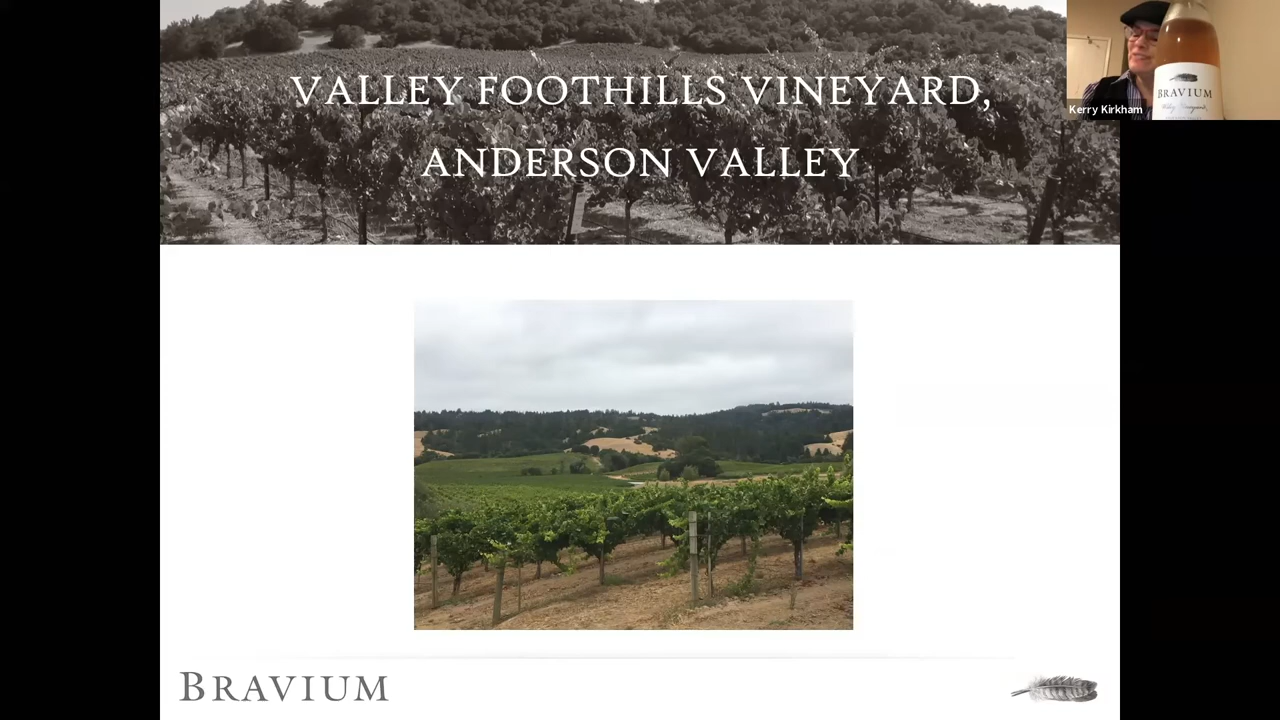 VALLEY FOOTHILLS VINEYARD,
ANDERSON VALLEY
BRAVIUM
Kerry Kirkham
BRAVIUM